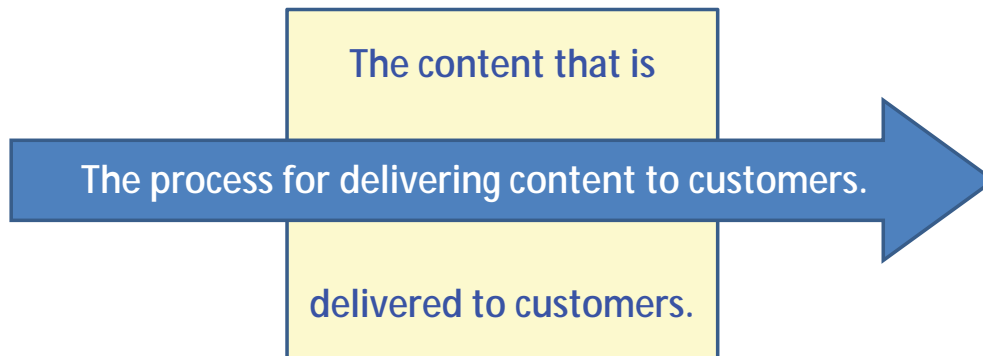 The content that is
The process for delivering content to customers.
delivered to customers.